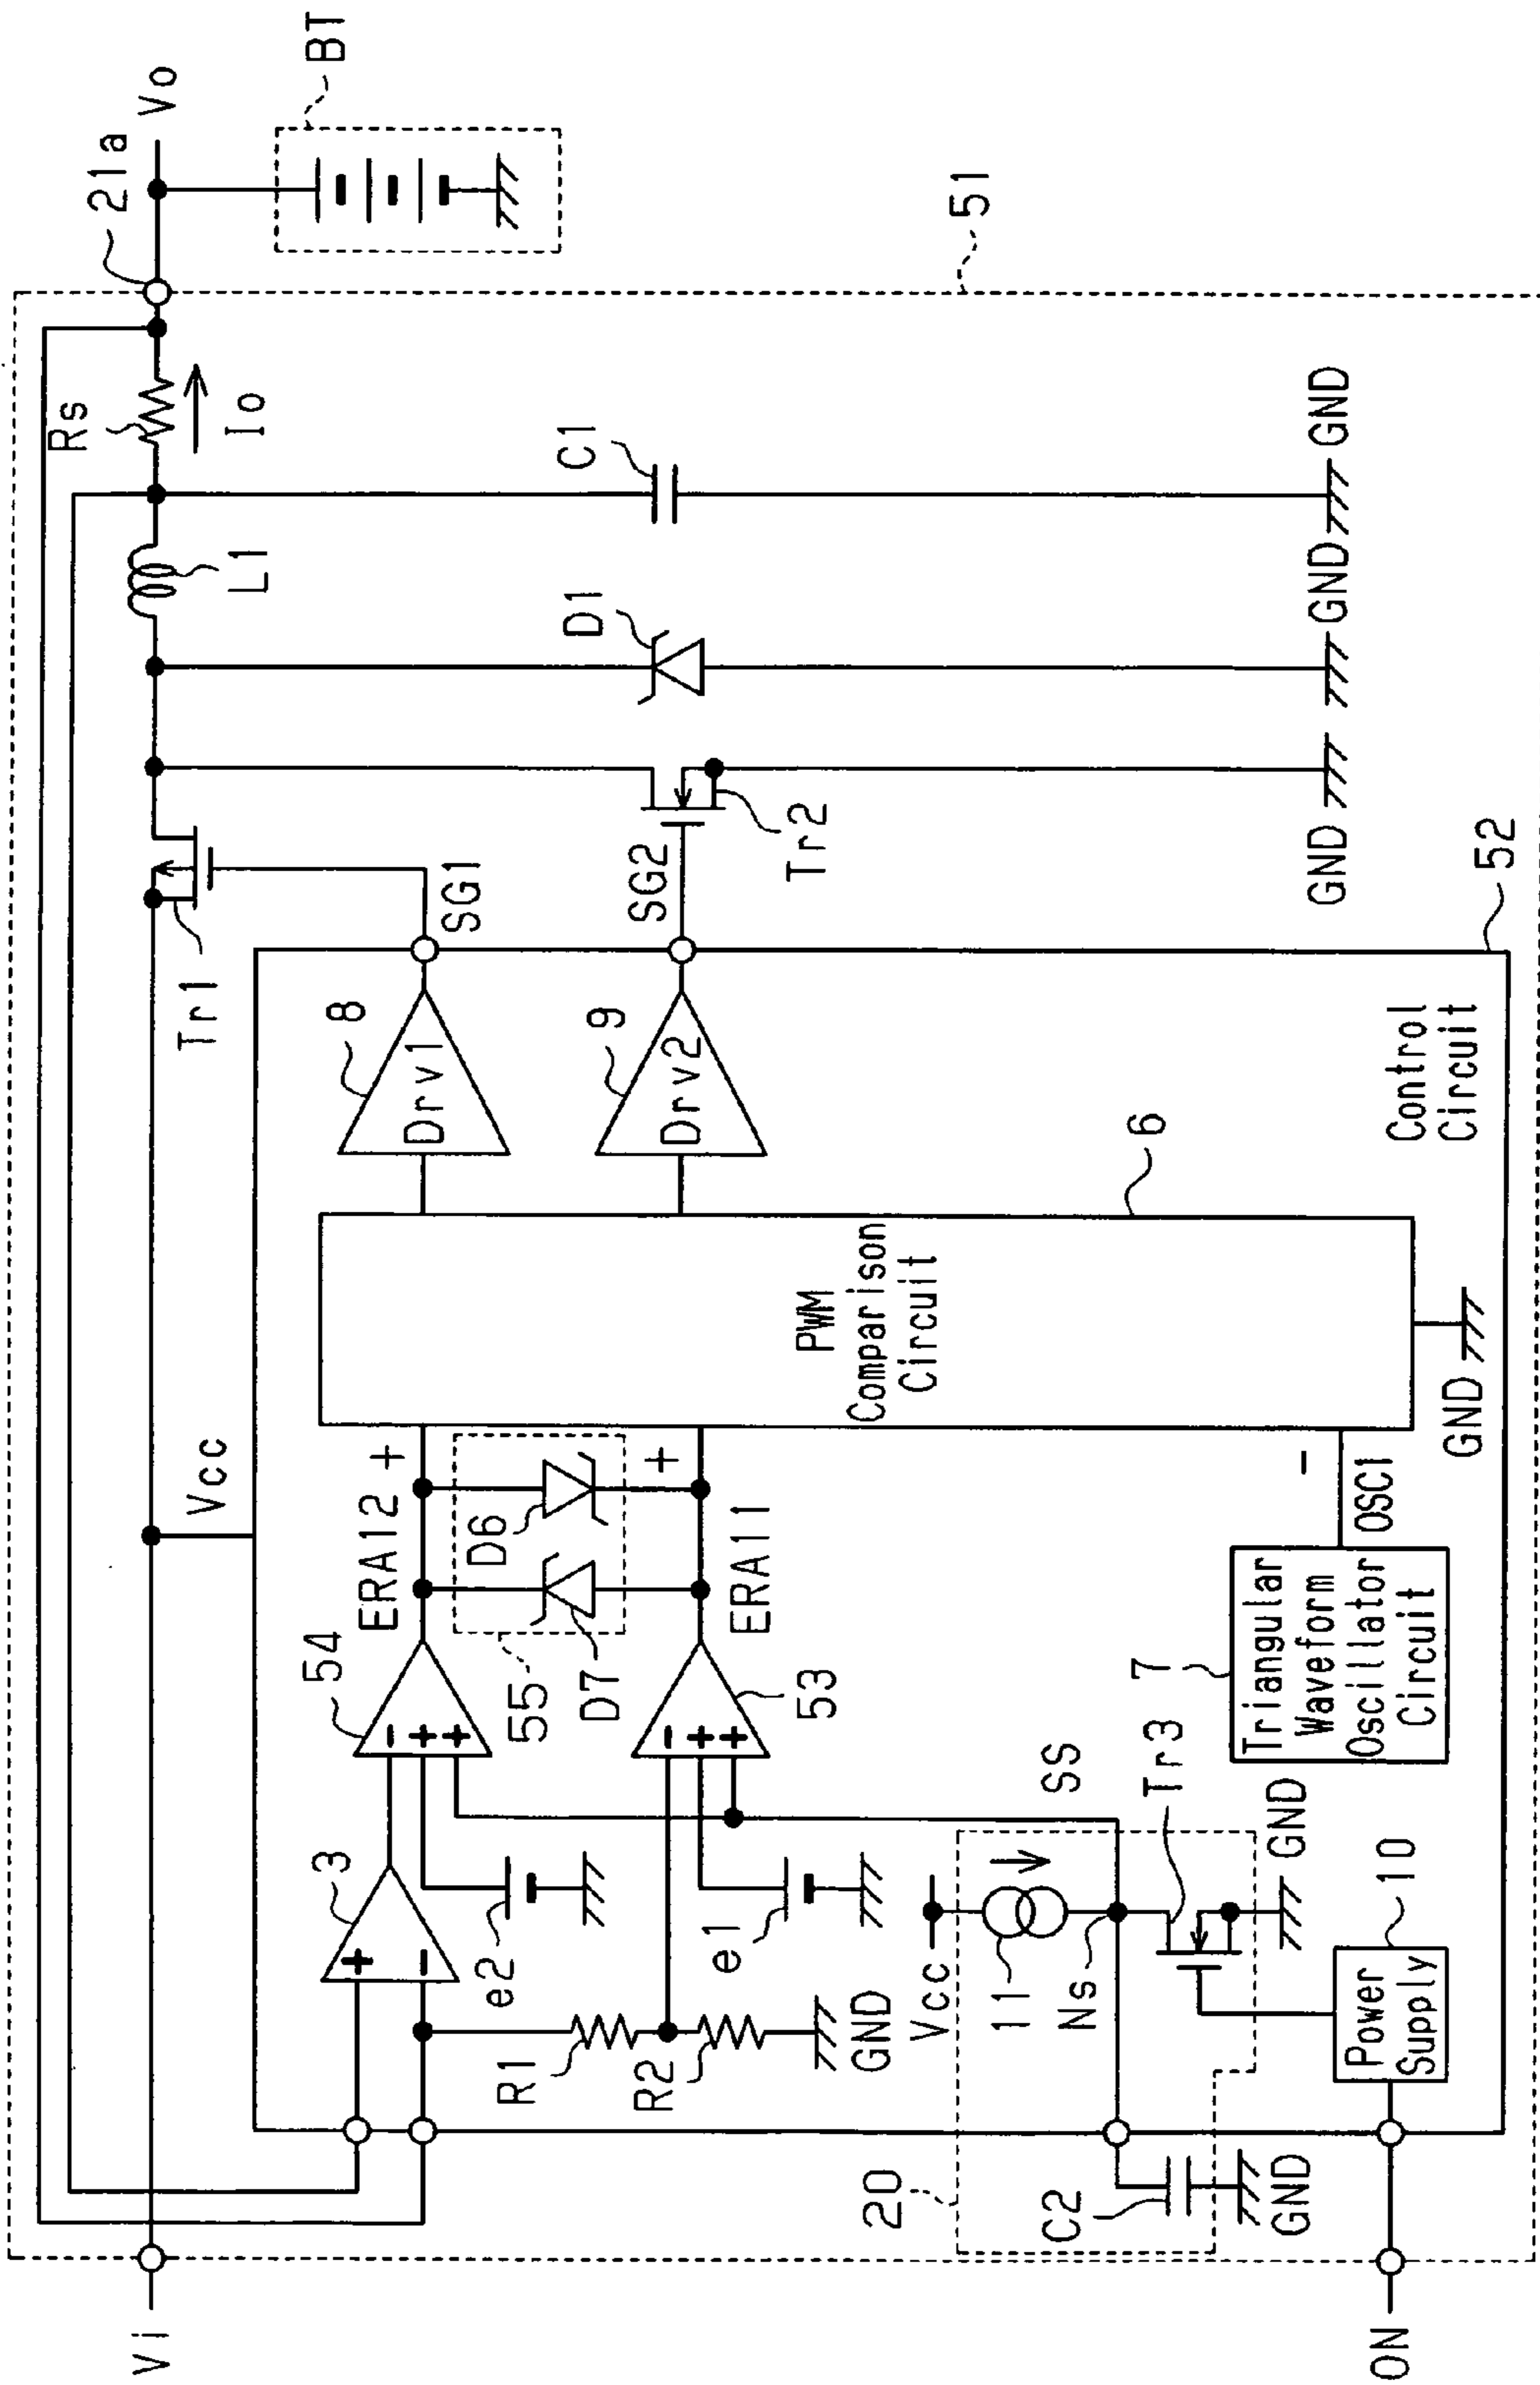 Vi
Vo
21a
BT
51
Rs
Io
L1
C1
D1
GND
GND
GND
Tr1
Tr2
SG1
SG2
Vcc
8
Drv1
9
Drv2
52
Control
Circuit
6
PWM
Comparison
Circuit
GND
+
+
-
ERA12
ERA11
OSC1
D6
D7
55
54
-
+
+
53
-
+
+
7
Triangular
Waveform
Oscillator
Circuit
3
+
-
e2
e1
R1
R2
GND
SS
Vcc
11
Ns
Tr3
GND
10
Power
Supply
20
C2
GND
ON